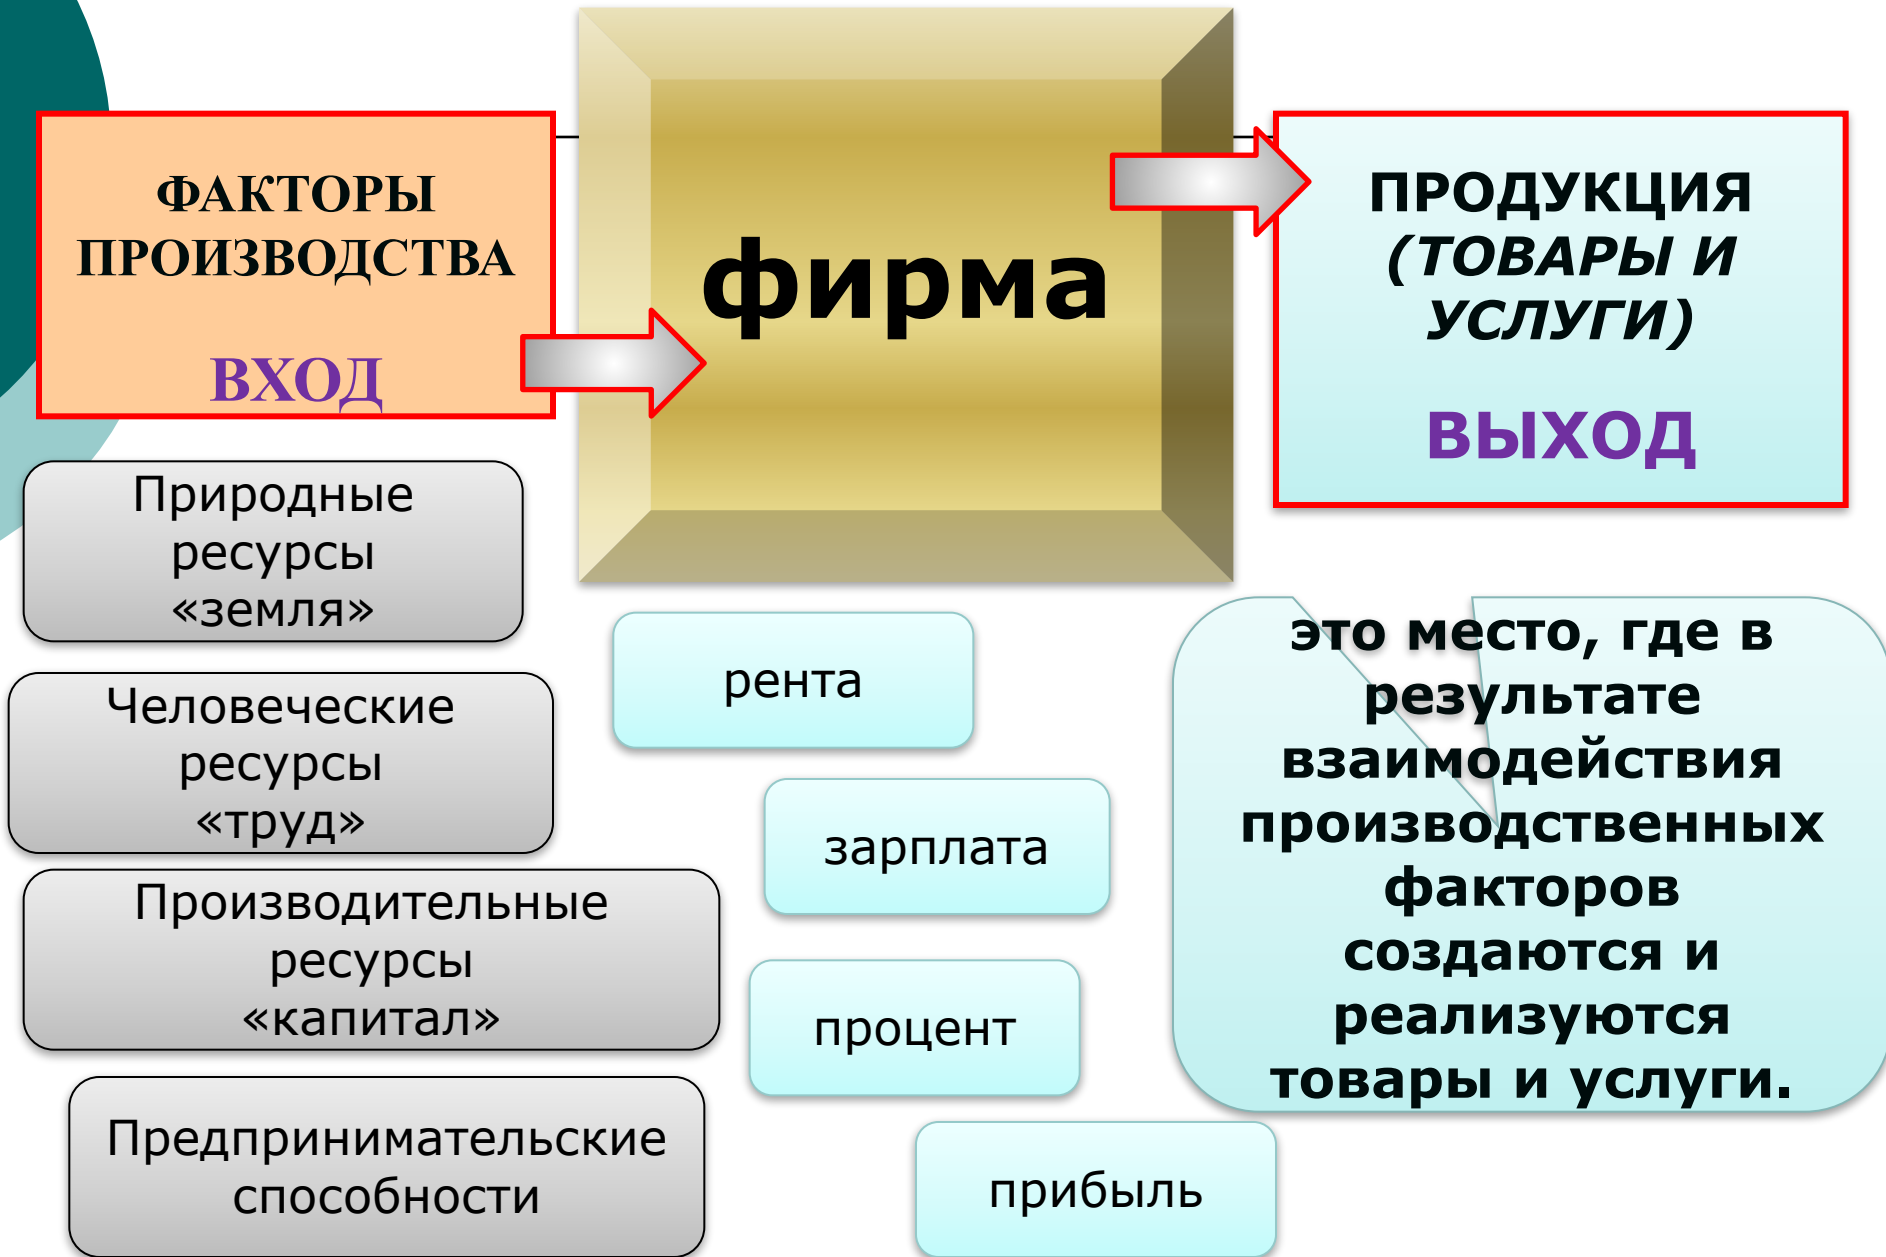 ФАКТОРЫ
ПРОИЗВОДСТВА
ВХОД
фирма
ПРОДУКЦИЯ
(ТОВАРЫ И
УСЛУГИ)
ВЫХОД
Природные
ресурсы
«земля»
Человеческие
ресурсы
«труд»
Производительные
ресурсы
«капитал»
Предпринимательские
способности
рента
зарплата
процент
прибыль
это место, где в
результате
взаимодействия
производственных
факторов
создаются и
реализуются
товары и услуги.